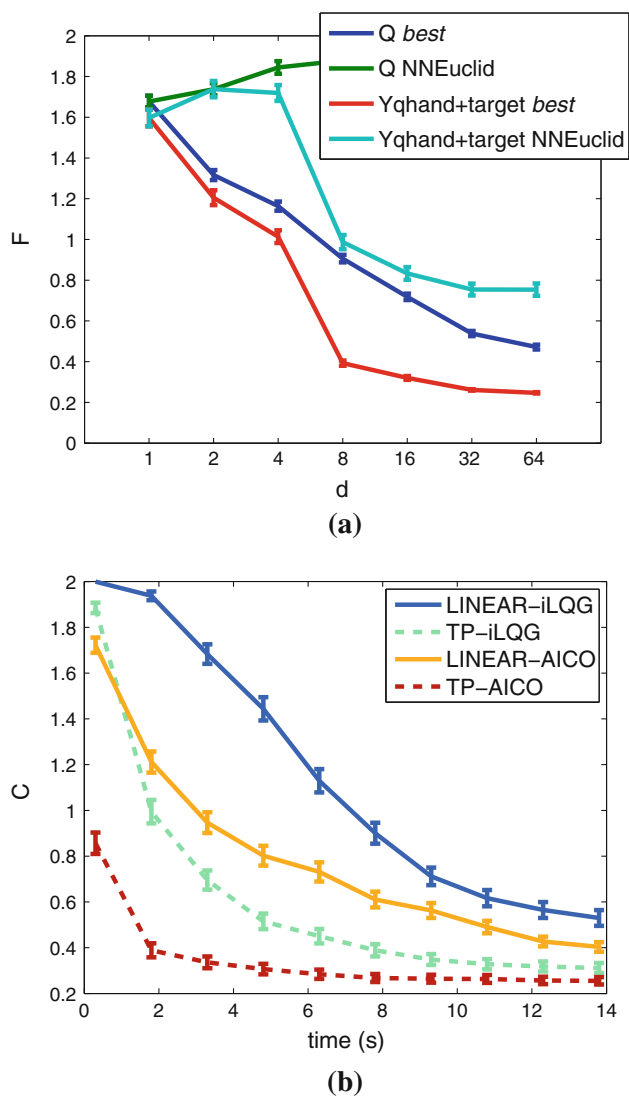 2
1.8
1.6
1.4
1.2
1
0.8
0.6
0.4
0.2
0
F
Q best
Q NNEuclid
Yqhand+target best
Yqhand+target NNEuclid
1 2 4 8 16 32 64
d
(a)
2
1.8
1.6
1.4
1.2
1
0.8
0.6
0.4
0.2
C
LINEAR−iLQG
TP−iLQG
LINEAR−AICO
TP−AICO
0 2 4 6 8 10 12 14
time (s)
(b)